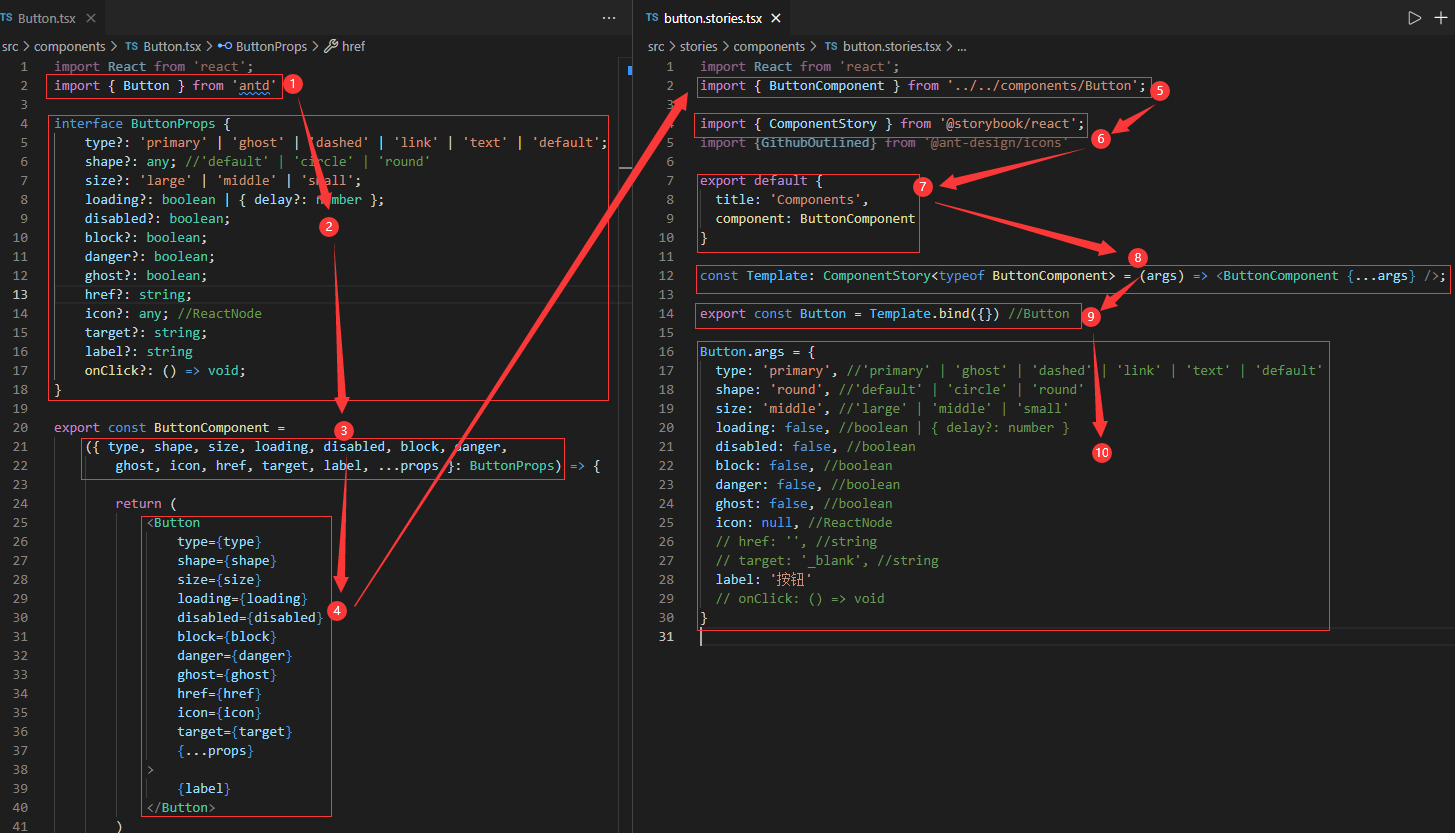 TS Button.tsx ×
src > components > TS Button.tsx > ButtonProps > href
1 import React from 'react';
2 import { Button } from 'antd'
1
3
4 interface ButtonProps {
5 type?: 'primary' | 'ghost' | 'dashed' | 'link' | 'text' | 'default';
6 shape?: any; //'default' | 'circle' | 'round'
7 size?: 'large' | 'middle' | 'small';
8 loading?: boolean | { delay?: number };
9 disabled?: boolean;
2
10 block?: boolean;
11 danger?: boolean;
12 ghost?: boolean;
13 href?: string;
14 icon?: any; //ReactNode
15 target?: string;
16 label?: string
17 onClick?: () => void;
18 }
19
20 export const ButtonComponent =
3
21 ({ type, shape, size, loading, disabled, block, danger,
22 ghost, icon, href, target, label, ...props }: ButtonProps) => {
23
24 return (
25 <Button
26 type={type}
27 shape={shape}
28 size={size}
29 loading={loading}
4
30 disabled={disabled}
31 block={block}
32 danger={danger}
33 ghost={ghost}
34 href={href}
35 icon={icon}
36 target={target}
37 {...props}
38 >
39 {label}
40 </Button>
41 )
TS button.stories.tsx ×
src > stories > components > TS button.stories.tsx > ...
1 import React from 'react';
2 import { ButtonComponent } from '../../components/Button';
5
3
import { ComponentStory } from '@storybook/react';
6
5 import {GithubOutlined} from '@ant-design/icons
6
7 export default {
7
8 title: 'Components',
9 component: ButtonComponent
10 }
11
8
12 const Template: ComponentStory<typeof ButtonComponent> = (args) => <ButtonComponent {...args} />;
13
14 export const Button = Template.bind({}) //Button
9
15
16 Button.args = {
17 type: 'primary', //'primary' | 'ghost' | 'dashed' | 'link' | 'text' | 'default'
18 shape: 'round', //'default' | 'circle' | 'round'
19 size: 'middle', //'large' | 'middle' | 'small'
20 loading: false, //boolean | { delay?: number }
21 disabled: false, //boolean
10
22 block: false, //boolean
23 danger: false, //boolean
24 ghost: false, //boolean
25 icon: null, //ReactNode
26 // href: '', //string
27 // target: '_blank', //string
28 label: '按钮'
29 // onClick: () => void
30 }
31